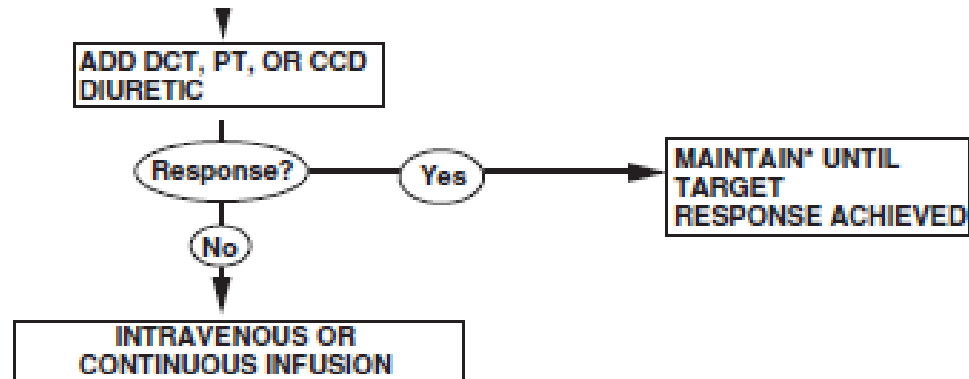 ADD DCT, PT, OR CCD
DIURETIC
Response?
Yes
MAINTAIN* UNTIL
TARGET
RESPONSE ACHIEVED
No
INTRAVENOUS OR
CONTINUOUS INFUSION